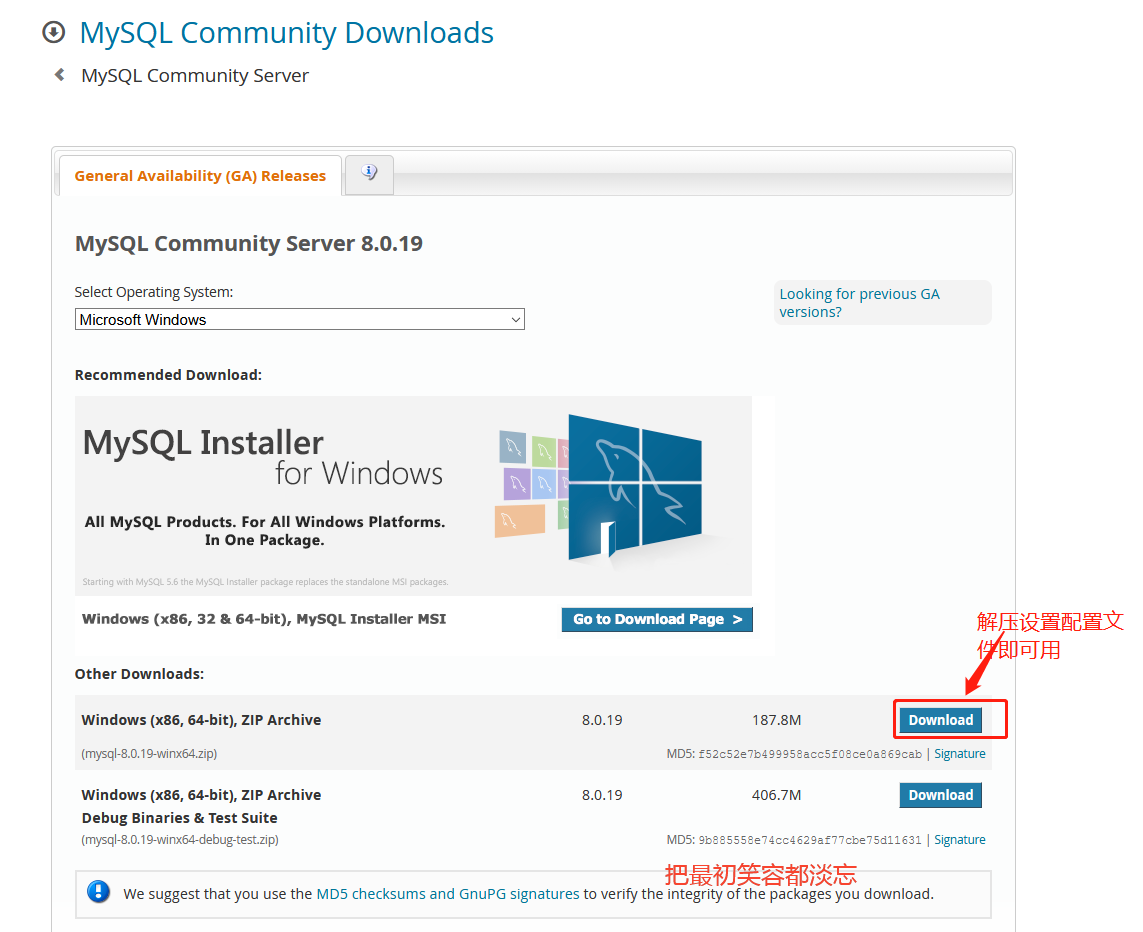 MySQL Community Downloads
MySQL Community Server
General Availability (GA) Releases
MySQL Community Server 8.0.19
Select Operating System:
Looking for previous GA
versions?
Microsoft Windows
Recommended Download:
MySQL Installer
for Windows
All MySQL Products. For All Windows Platforms.
In One Package.
Starting with MySQL 5.6 the MySQL Installer package replaces the standalone MSI packages.
Windows (x86, 32 & 64-bit), MySQL Installer MSI
Go to Download Page >
解压设置配置文
件即可用
Other Downloads:
Windows (x86, 64-bit), ZIP Archive 8.0.19 187.8M Download
(mysql-8.0.19-winx64.zip) MD5: f52c52e7b499958acc5f08ce0a869cab | Signature
Windows (x86, 64-bit), ZIP Archive 8.0.19 406.7M Download
Debug Binaries & Test Suite
(mysql-8.0.19-winx64-debug-test.zip) MD5: 9b885558e74cc4629af77cbe75d11631 | Signature
把最初笑容都淡忘
We suggest that you use the MD5 checksums and GnuPG signatures to verify the integrity of the packages you download.